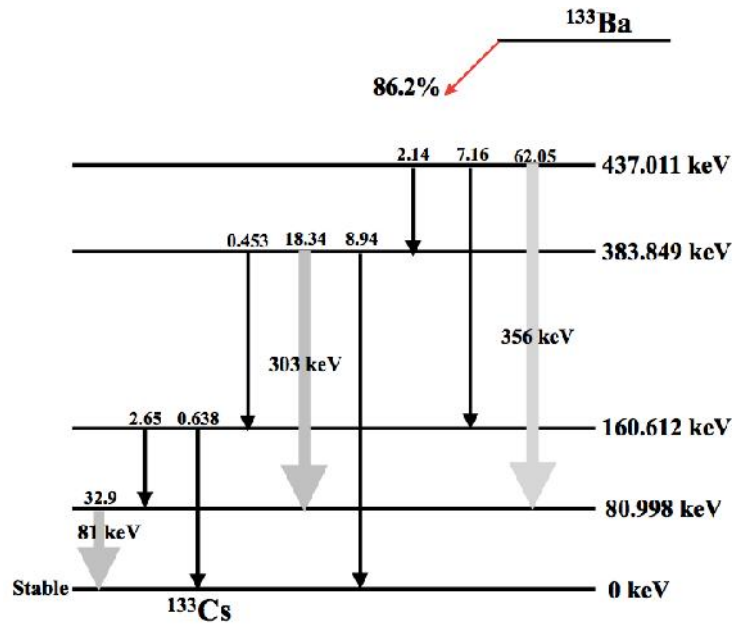 ¹³³Ba
86.2%
2.14 7.16 62.05
437.011 keV
0.453 18.34 8.94
383.849 keV
303 keV
356 keV
2.65 0.638
160.612 keV
32.9
80.998 keV
81 keV
Stable
0 keV
¹³³Cs